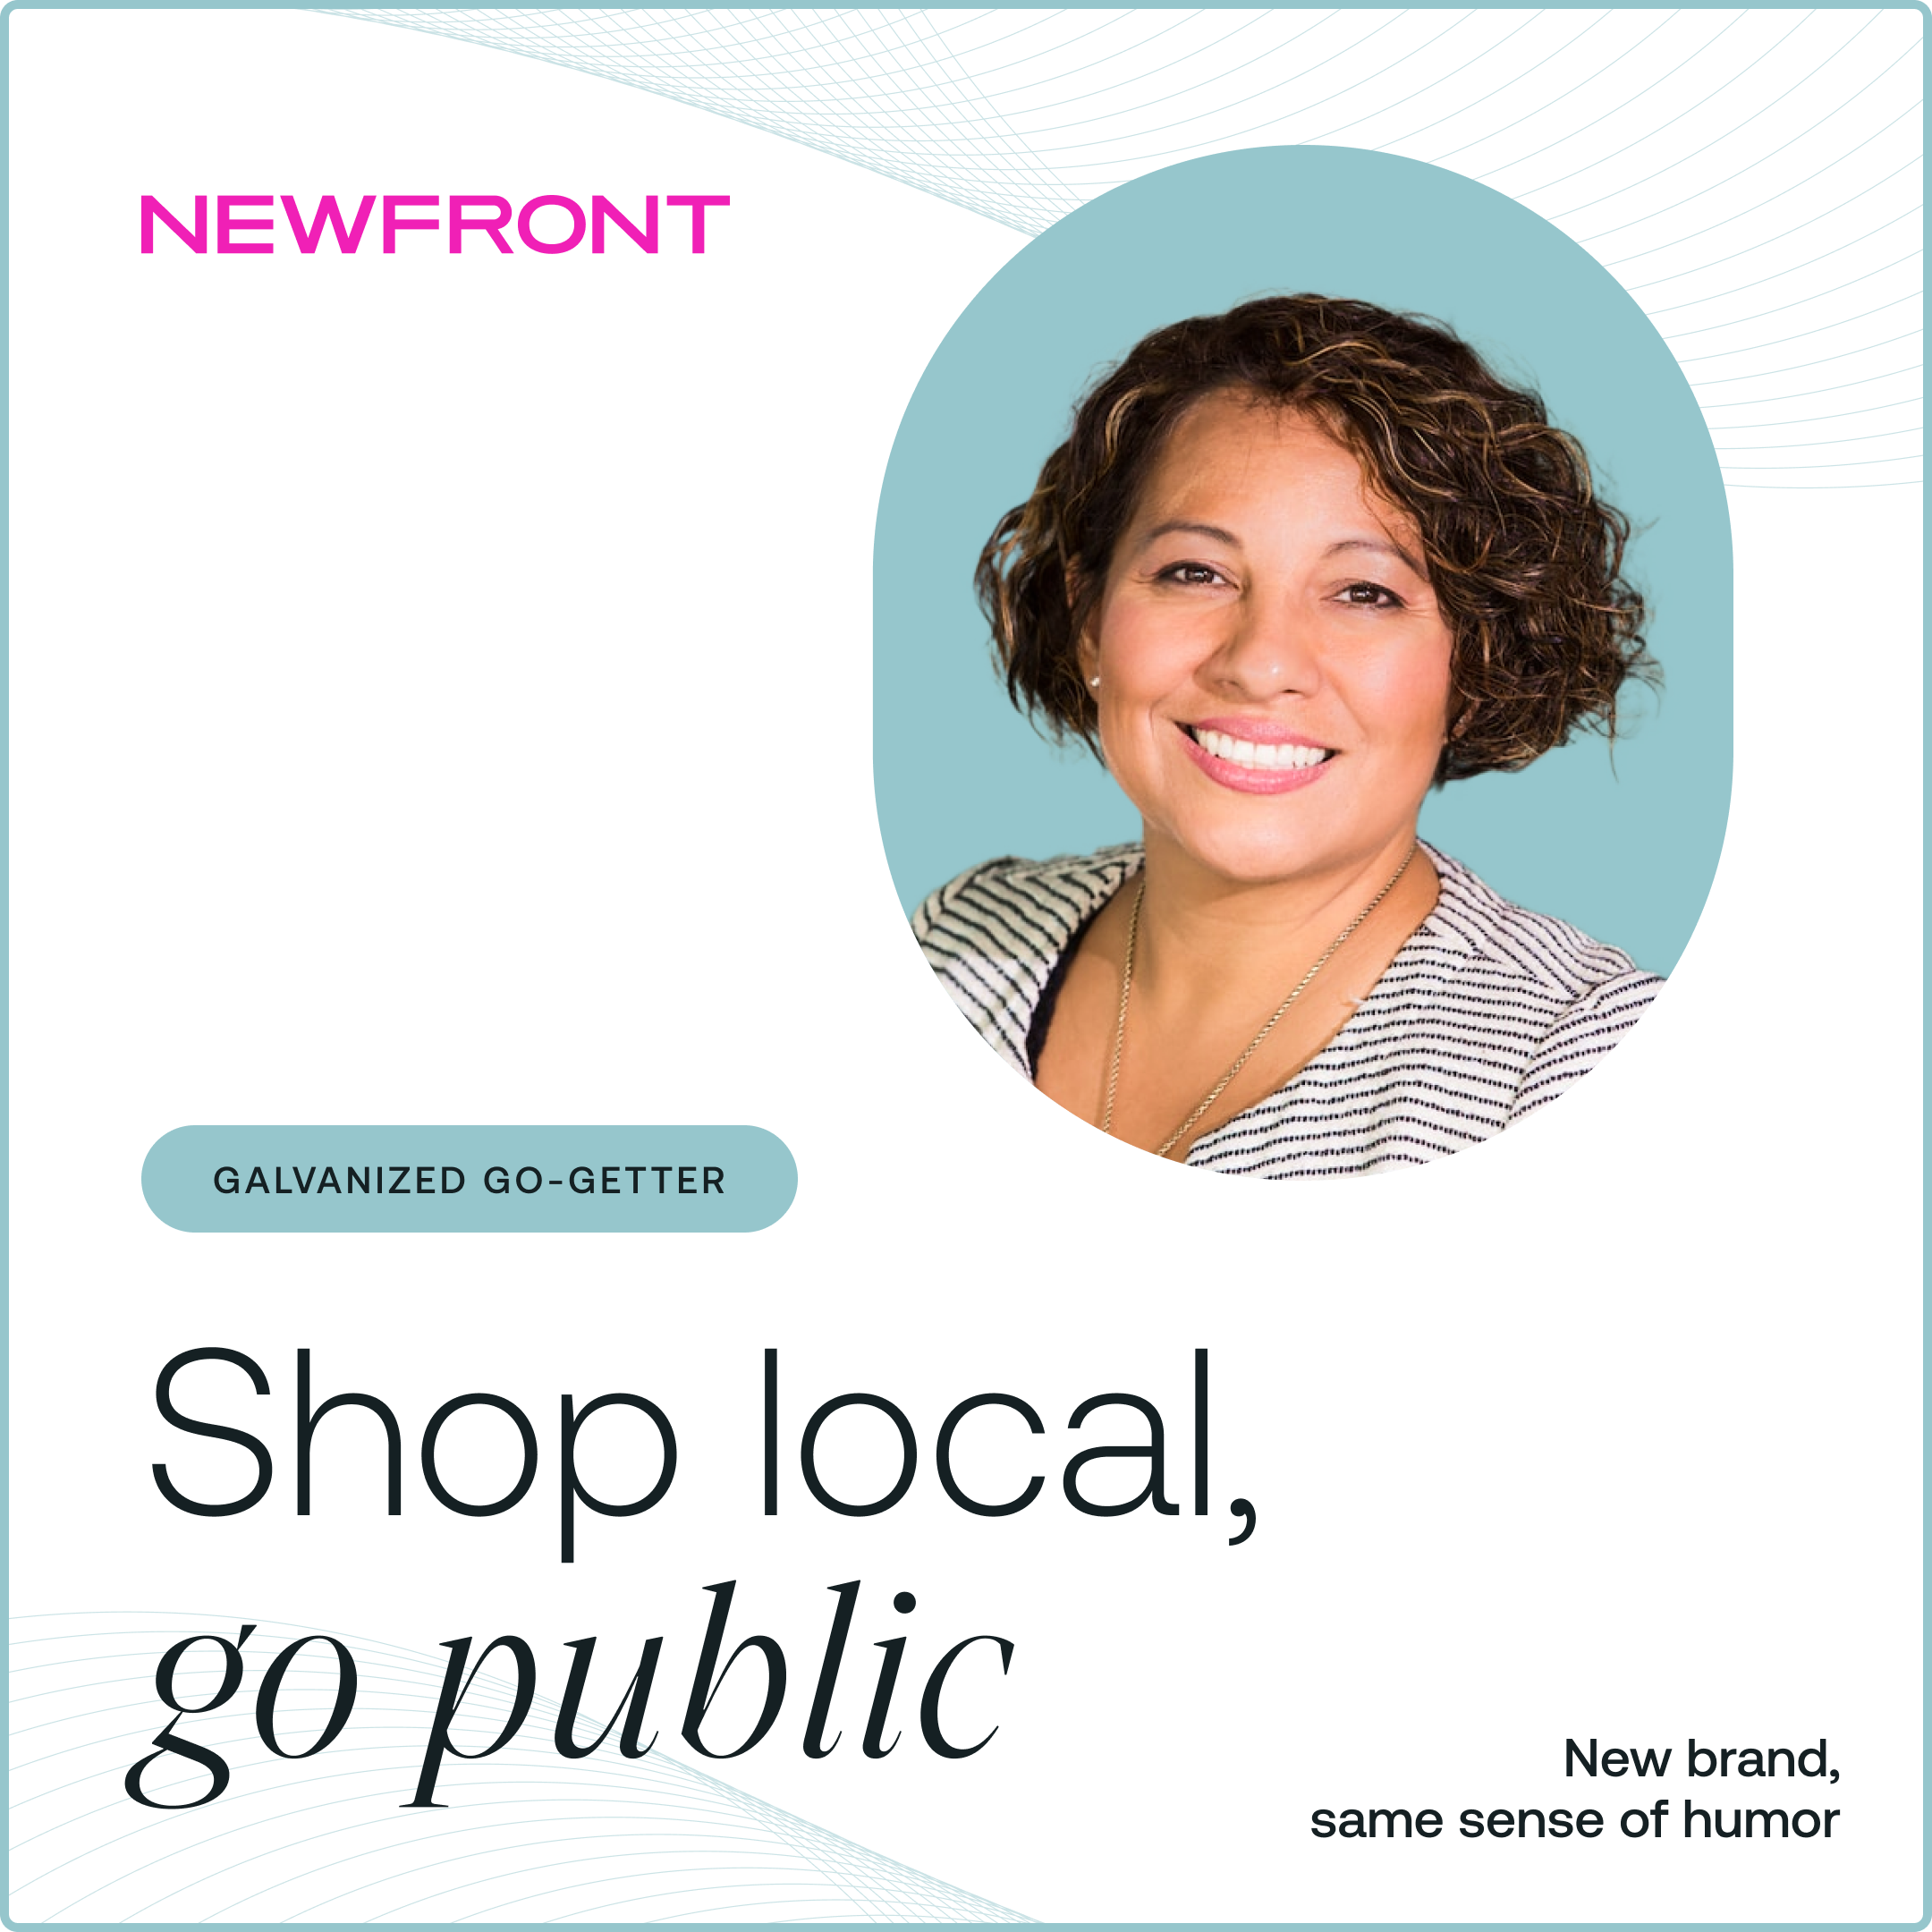 NEWFRONT
GALVANIZED GO-GETTER
Shop local,
go public
New brand,
same sense of humor